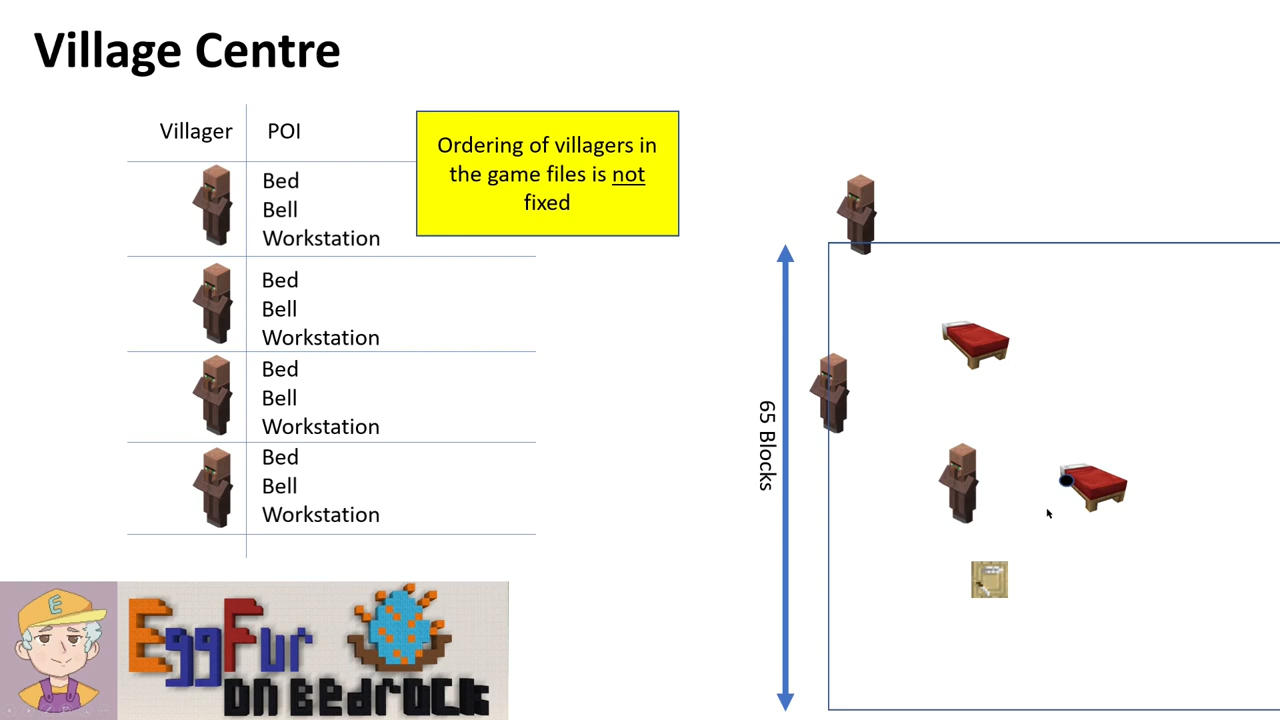 Village Centre
Villager POI
Bed
Bell
Workstation
Bed
Bell
Workstation
Bed
Bell
Workstation
Bed
Bell
Workstation
Ordering of villagers in
the game files is not
fixed
65 Blocks
E
EggFur
on Bedrock